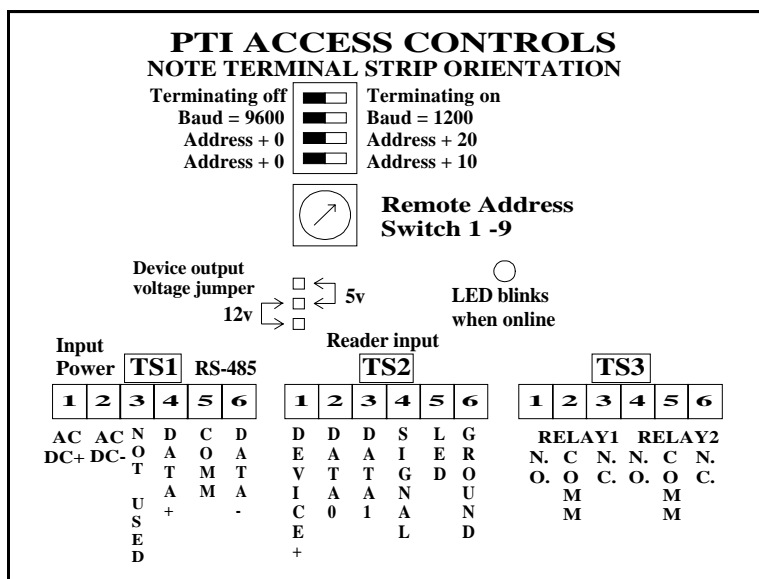 PTI ACCESS CONTROLS
NOTE TERMINAL STRIP ORIENTATION
Terminating off Terminating on
Baud = 9600 Baud = 1200
Address + 0 Address + 20
Address + 0 Address + 10
Remote Address
Switch 1 -9
Device output
voltage jumper
5v
12v
LED blinks
when online
Input
Power
TS1
RS-485
Reader input
TS2
TS3
1 2 3 4 5 6
1 2 3 4 5 6
1 2 3 4 5 6
AC
DC+
AC
DC-
NOT USED
DATA+
COMM
DATA-
DEVICE+
DATA0
DATA1
SIGNAL
LED
GROUND
RELAY1
RELAY2
N.O.
COMM
N.C.
N.O.
COMM
N.C.